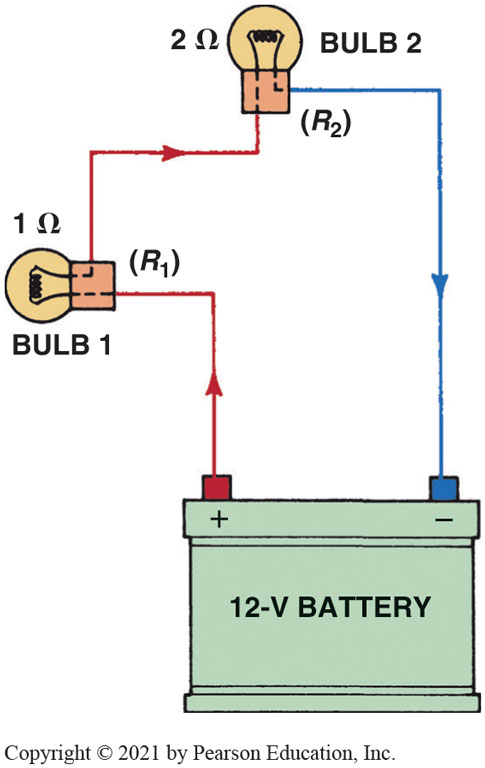 2 Ω
BULB 2
(R₂)
1 Ω
(R₁)
BULB 1
+ −
12-V BATTERY
Copyright © 2021 by Pearson Education, Inc.